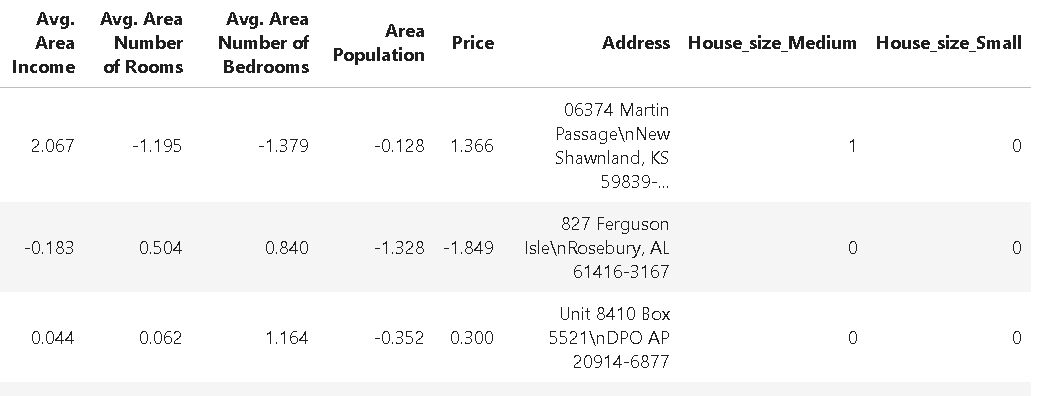 Avg. Area Income Avg. Area Number of Rooms Avg. Area Number of Bedrooms Area Population Price Address House_size_Medium House_size_Small
2.067 -1.195 -1.379 -0.128 1.366 06374 Martin Passage\nNew Shawnland, KS 59839-... 1 0
-0.183 0.504 0.840 -1.328 -1.849 827 Ferguson Isle\nRosebury, AL 61416-3167 0 0
0.044 0.062 1.164 -0.352 0.300 Unit 8410 Box 5521\nDPO AP 20914-6877 0 0